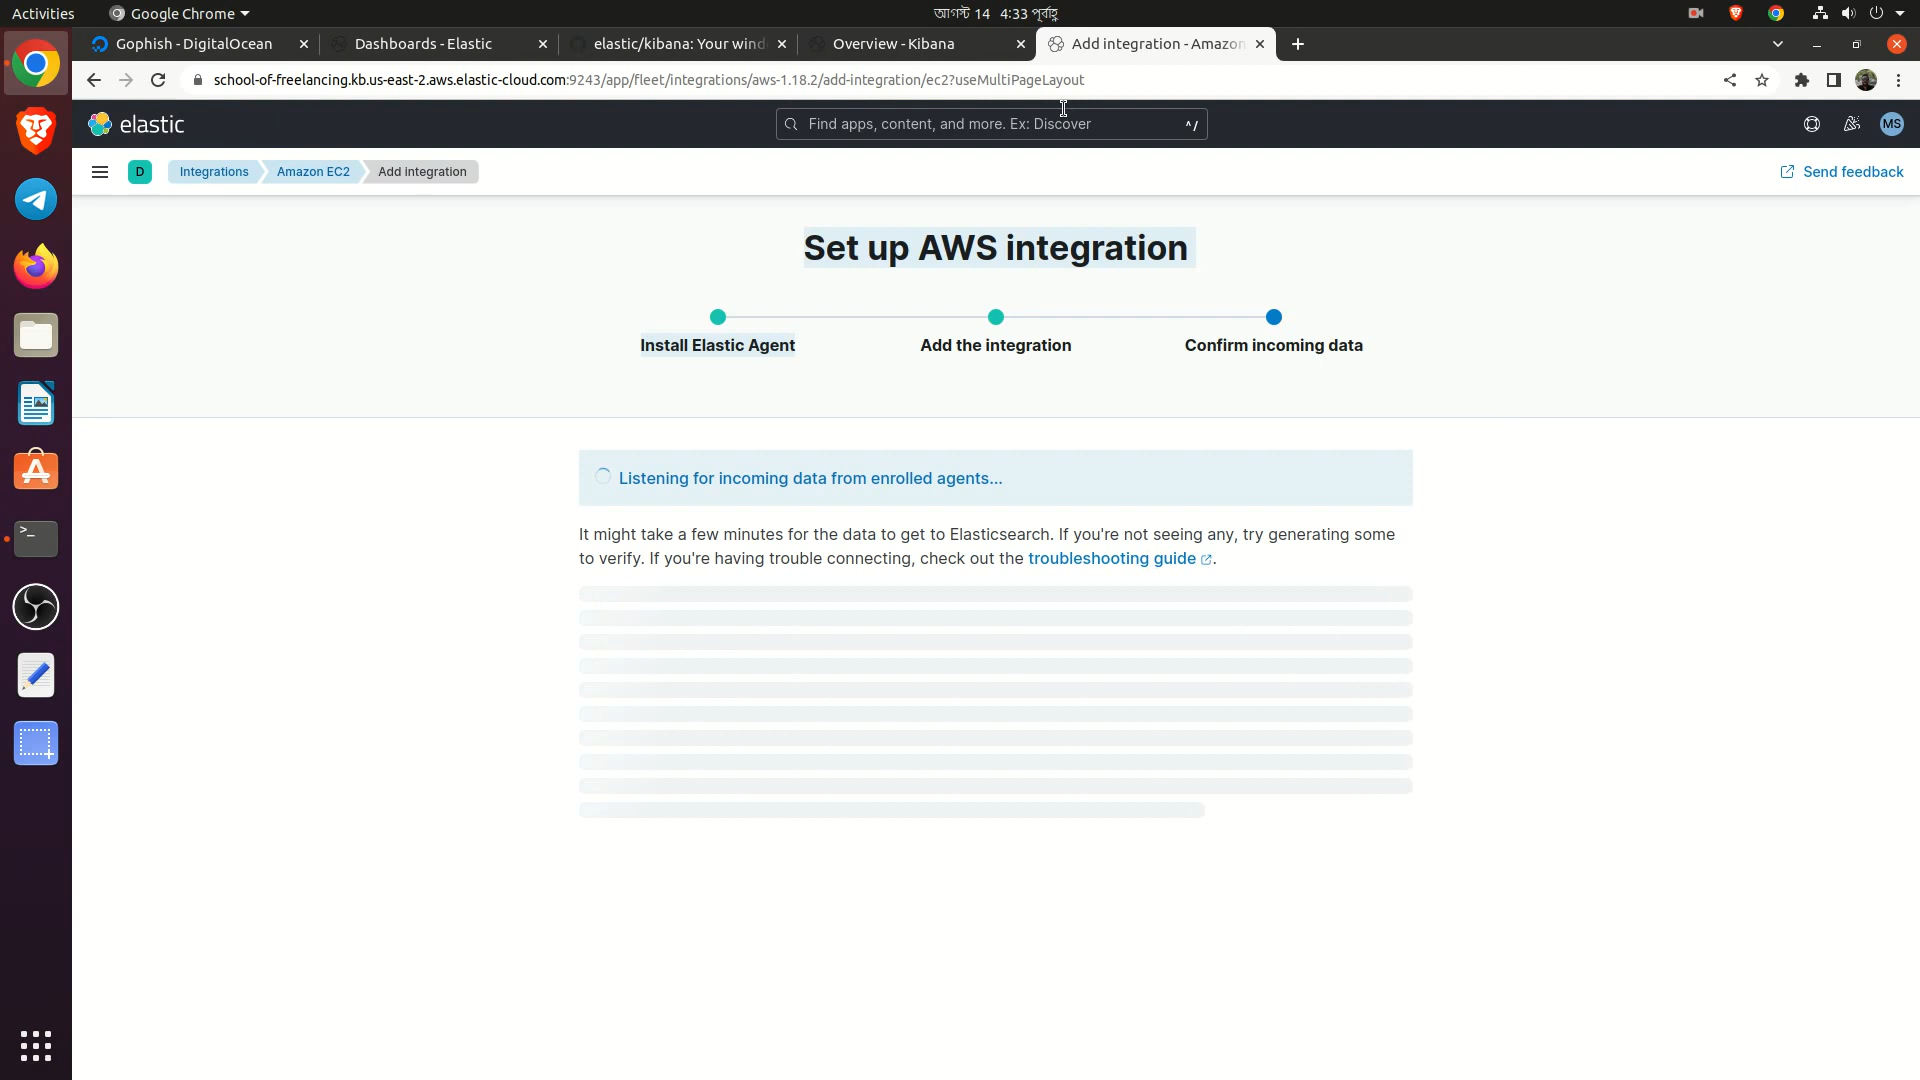 Activities
Google Chrome
আগস্ট 14 4:33 পূর্বাহ্ণ
Gophish - DigitalOcean
Dashboards - Elastic
elastic/kibana: Your wind
Overview - Kibana
Add integration - Amazon
school-of-freelancing.kb.us-east-2.aws.elastic-cloud.com:9243/app/fleet/integrations/aws-1.18.2/add-integration/ec2?useMultiPageLayout
elastic
Find apps, content, and more. Ex: Discover
^/
MS
D
Integrations
Amazon EC2
Add integration
Send feedback
Set up AWS integration
Install Elastic Agent
Add the integration
Confirm incoming data
Listening for incoming data from enrolled agents...
It might take a few minutes for the data to get to Elasticsearch. If you're not seeing any, try generating some
to verify. If you're having trouble connecting, check out the troubleshooting guide.